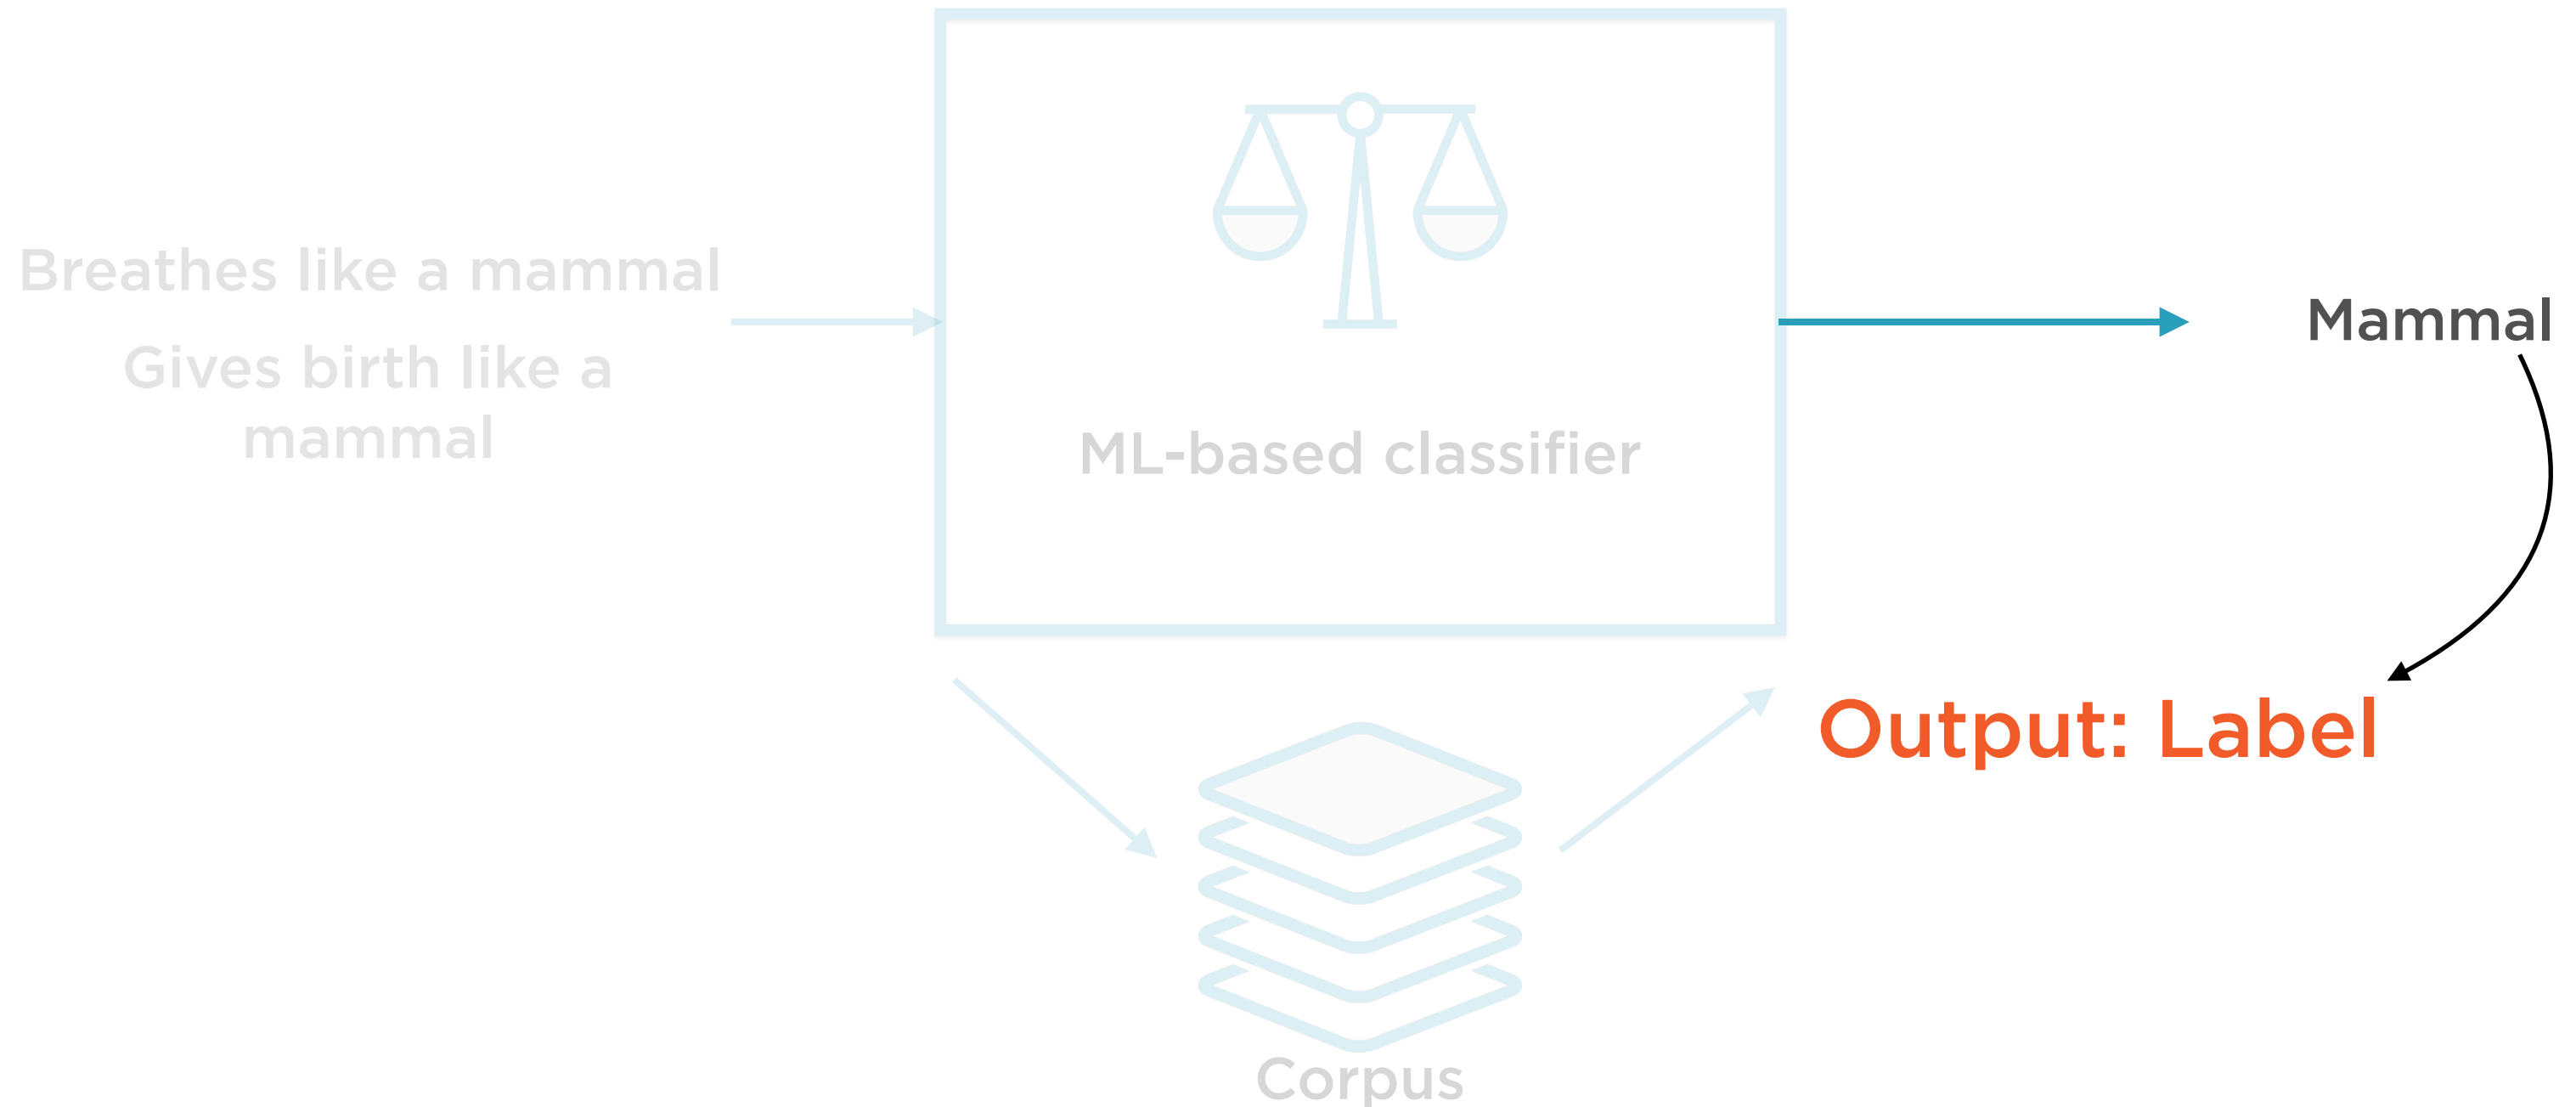 Breathes like a mammal
Gives birth like a
mammal
ML-based classifier
Mammal
Output: Label
Corpus